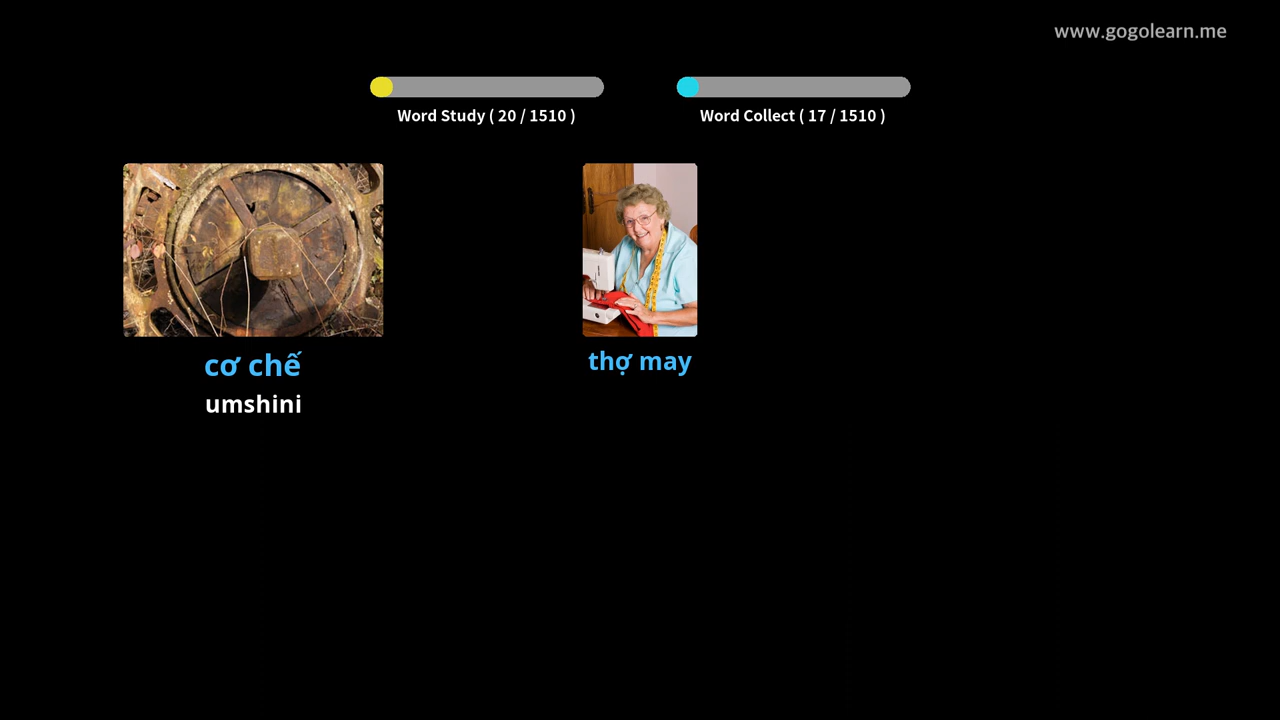 www.gogolearn.me
Word Study ( 20 / 1510 )
Word Collect ( 17 / 1510 )
cơ chế
umshini
thợ may